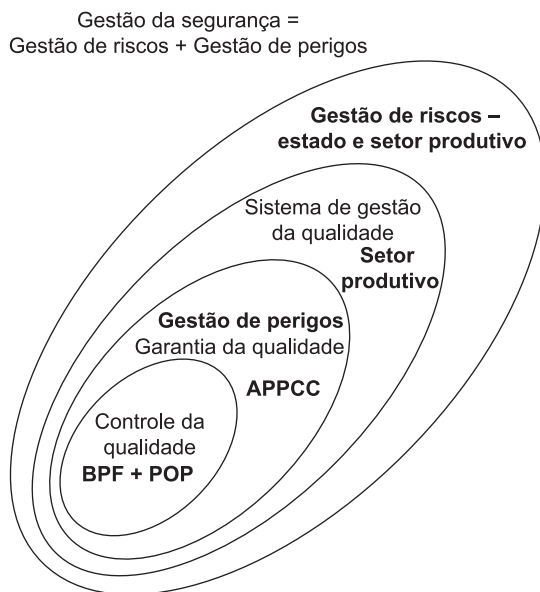 Gestão da segurança =
Gestão de riscos + Gestão de perigos
Gestão de riscos –
estado e setor produtivo
Sistema de gestão
da qualidade
Setor
produtivo
Gestão de perigos
Garantia da qualidade
APPCC
Controle da
qualidade
BPF + POP